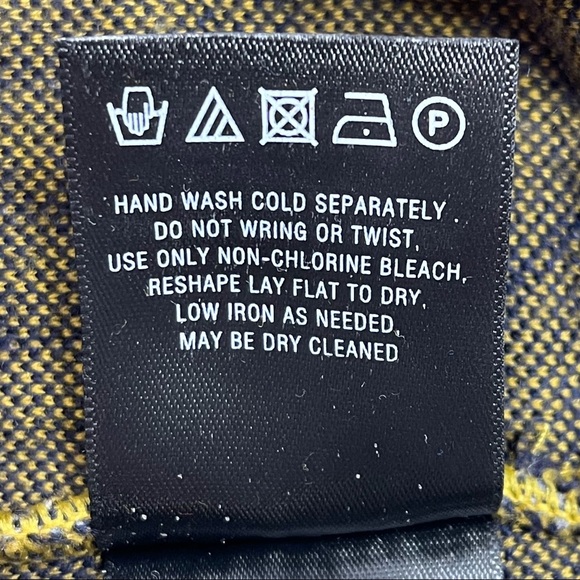 P
HAND WASH COLD SEPARATELY.
DO NOT WRING OR TWIST,
USE ONLY NON-CHLORINE BLEACH,
RESHAPE LAY FLAT TO DRY,
LOW IRON AS NEEDED,
MAY BE DRY CLEANED